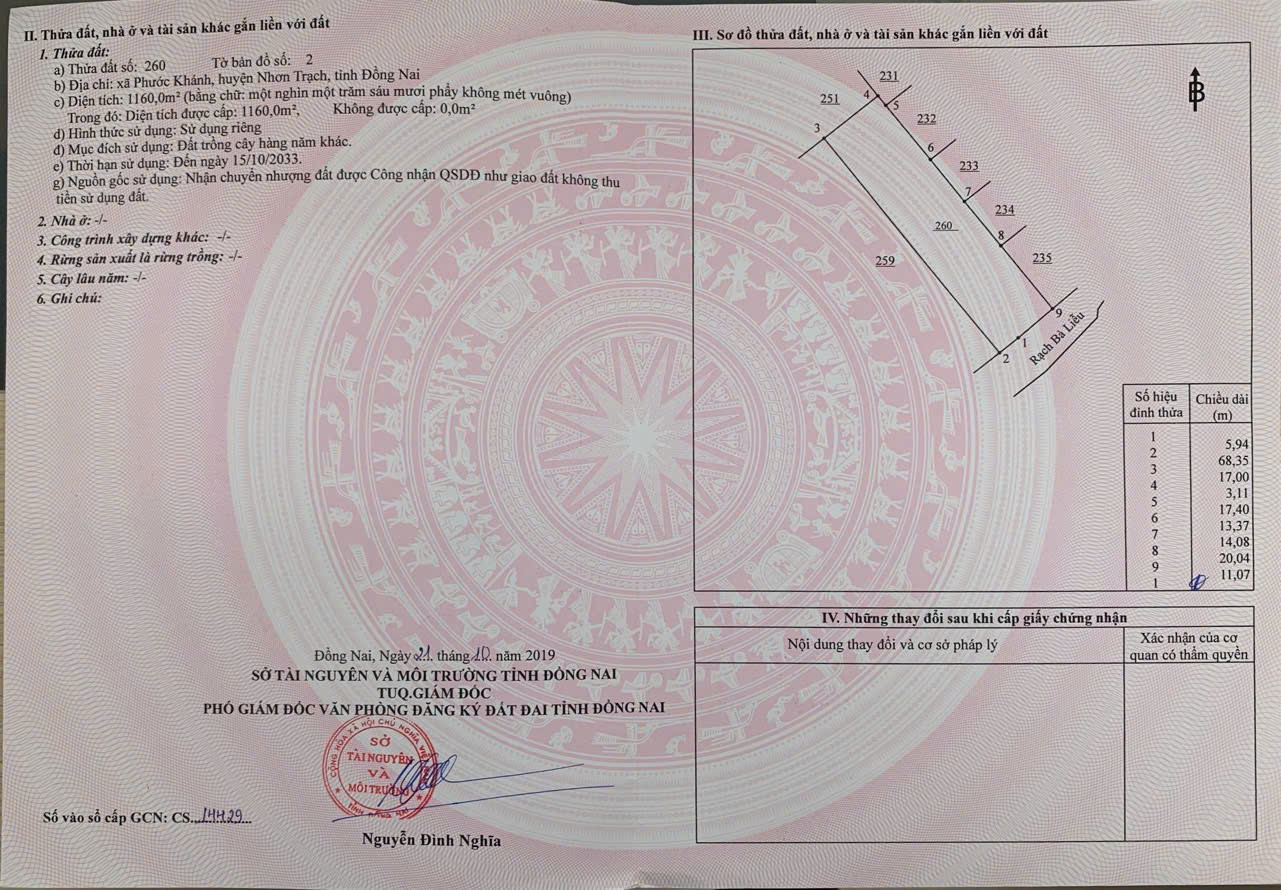 II. Thửa đất, nhà ở và tài sản khác gắn liền với đất
1. Thửa đất:
a) Thửa đất số: 260 Tờ bản đồ số: 2
b) Địa chỉ: xã Phước Khánh, huyện Nhơn Trạch, tỉnh Đồng Nai
c) Diện tích: 1160,0m² (bằng chữ: một nghìn một trăm sáu mươi phẩy không mét vuông)
Trong đó: Diện tích được cấp: 1160,0m², Không được cấp: 0,0m²
d) Hình thức sử dụng: Sử dụng riêng
đ) Mục đích sử dụng: Đất trồng cây hàng năm khác.
e) Thời hạn sử dụng: Đến ngày 15/10/2033.
g) Nguồn gốc sử dụng: Nhận chuyển nhượng đất được Công nhận QSDĐ như giao đất không thu
tiền sử dụng đất.
2. Nhà ở: -/-
3. Công trình xây dựng khác: -/-
4. Rừng sản xuất là rừng trồng: -/-
5. Cây lâu năm: -/-
6. Ghi chú:
Đồng Nai, Ngày 21 tháng 10 năm 2019
SỞ TÀI NGUYÊN VÀ MÔI TRƯỜNG TỈNH ĐỒNG NAI
TUQ.GIÁM ĐỐC
PHÓ GIÁM ĐỐC VĂN PHÒNG ĐĂNG KÝ ĐẤT ĐAI TỈNH ĐỒNG NAI
SỞ
TÀI NGUYÊN
VÀ
MÔI TRƯỜNG
TỈNH ĐỒNG NAI
Nguyễn Đình Nghĩa
Số vào sổ cấp GCN: CS...14429...
III. Sơ đồ thửa đất, nhà ở và tài sản khác gắn liền với đất
B
231
251
4
5
232
3
6
233
7
234
260
8
259
235
9
1
2
Rạch Bà Liễu
Số hiệu đỉnh thửa Chiều dài (m)
1
5,94
2
68,35
3
17,00
4
3,11
5
17,40
6
13,37
7
14,08
8
20,04
9
11,07
1
IV. Những thay đổi sau khi cấp giấy chứng nhận
Nội dung thay đổi và cơ sở pháp lý
Xác nhận của cơ
quan có thẩm quyền